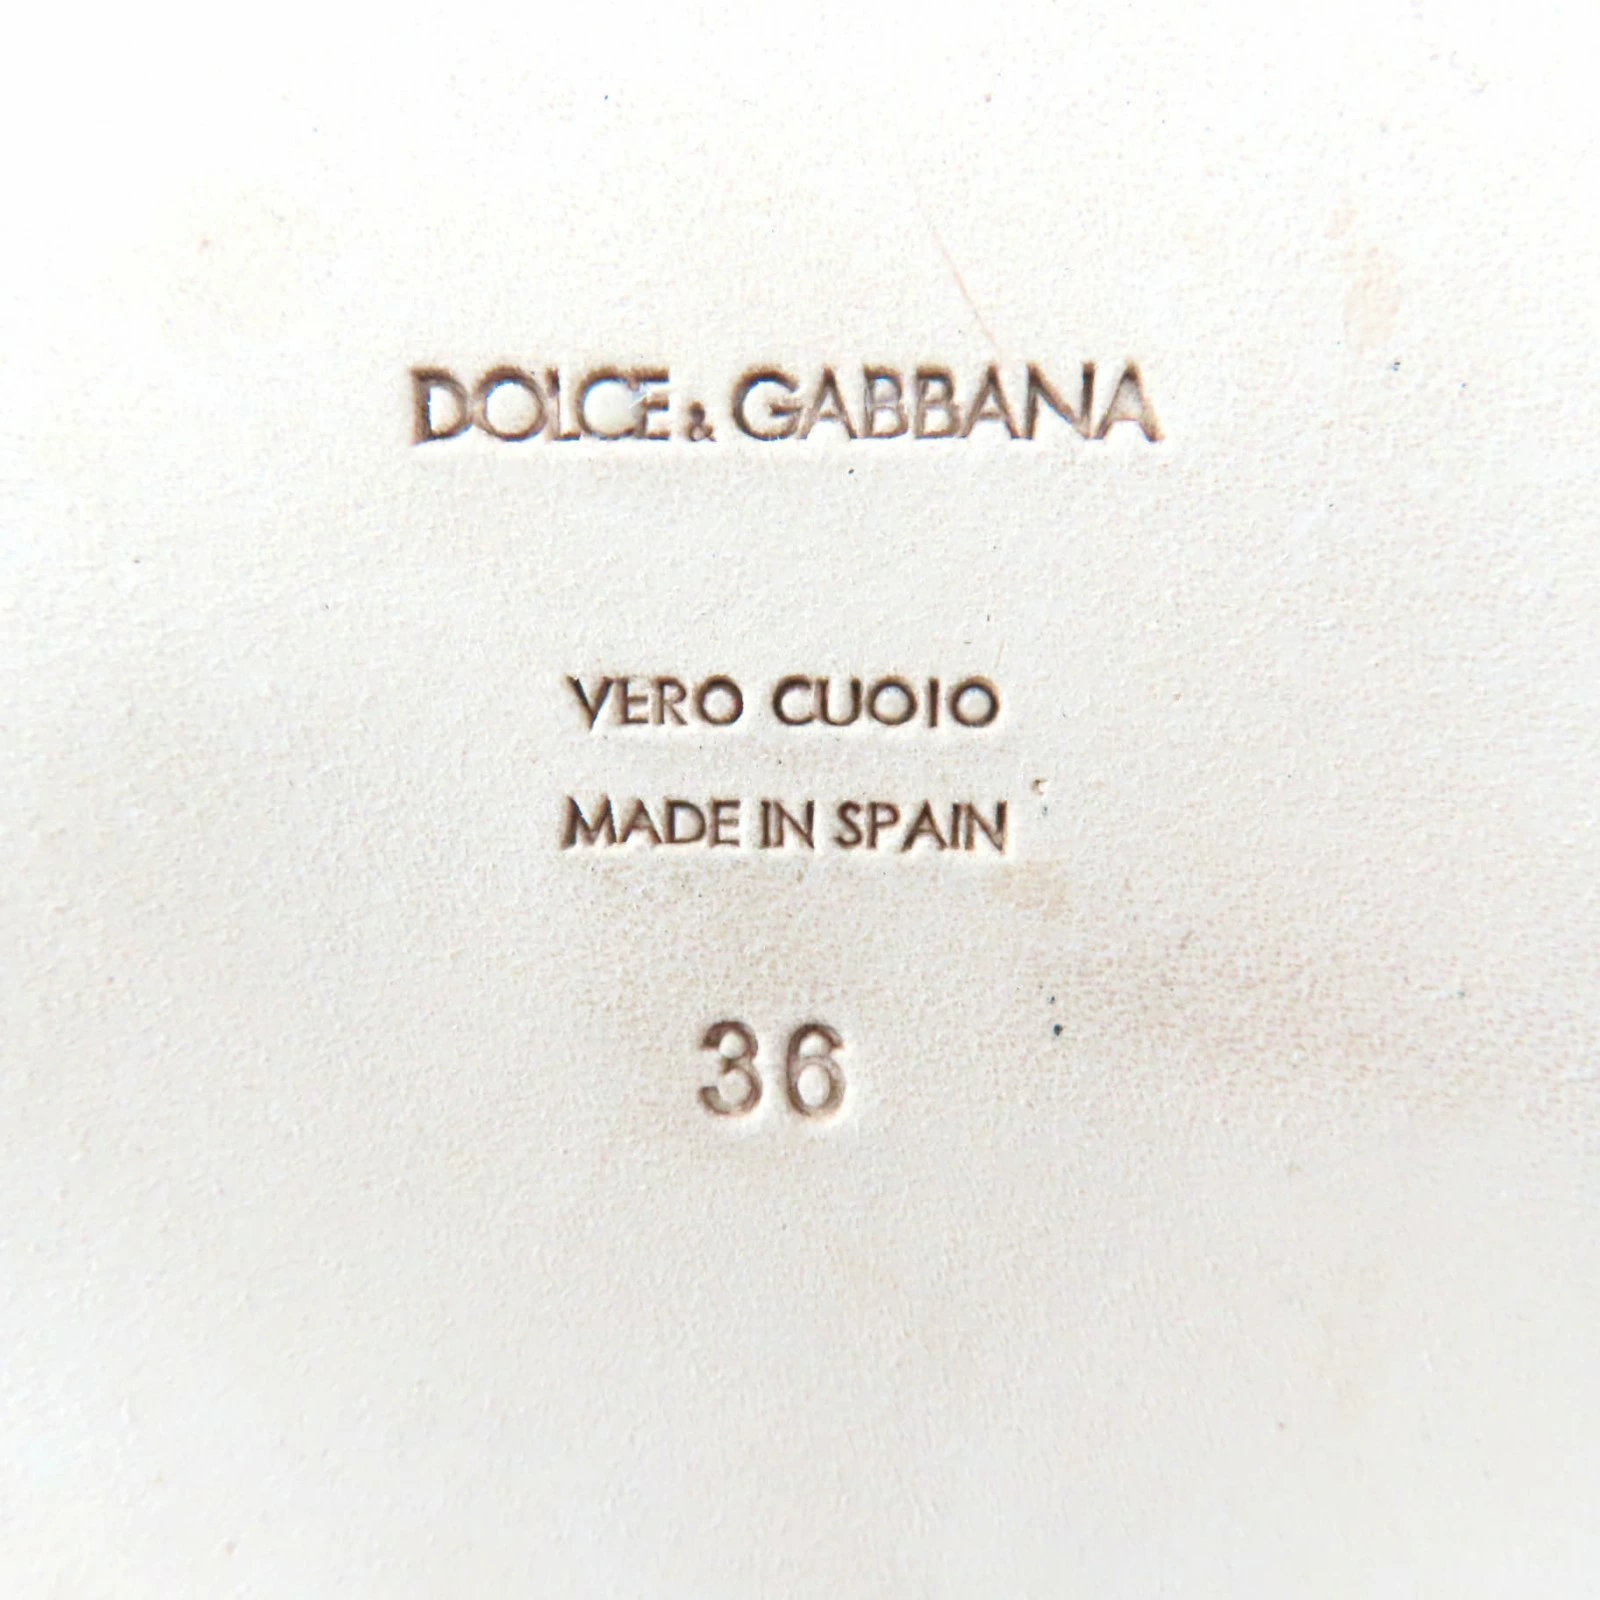 DOLCE & GABBANA
VERO CUOIO
MADE IN SPAIN
36